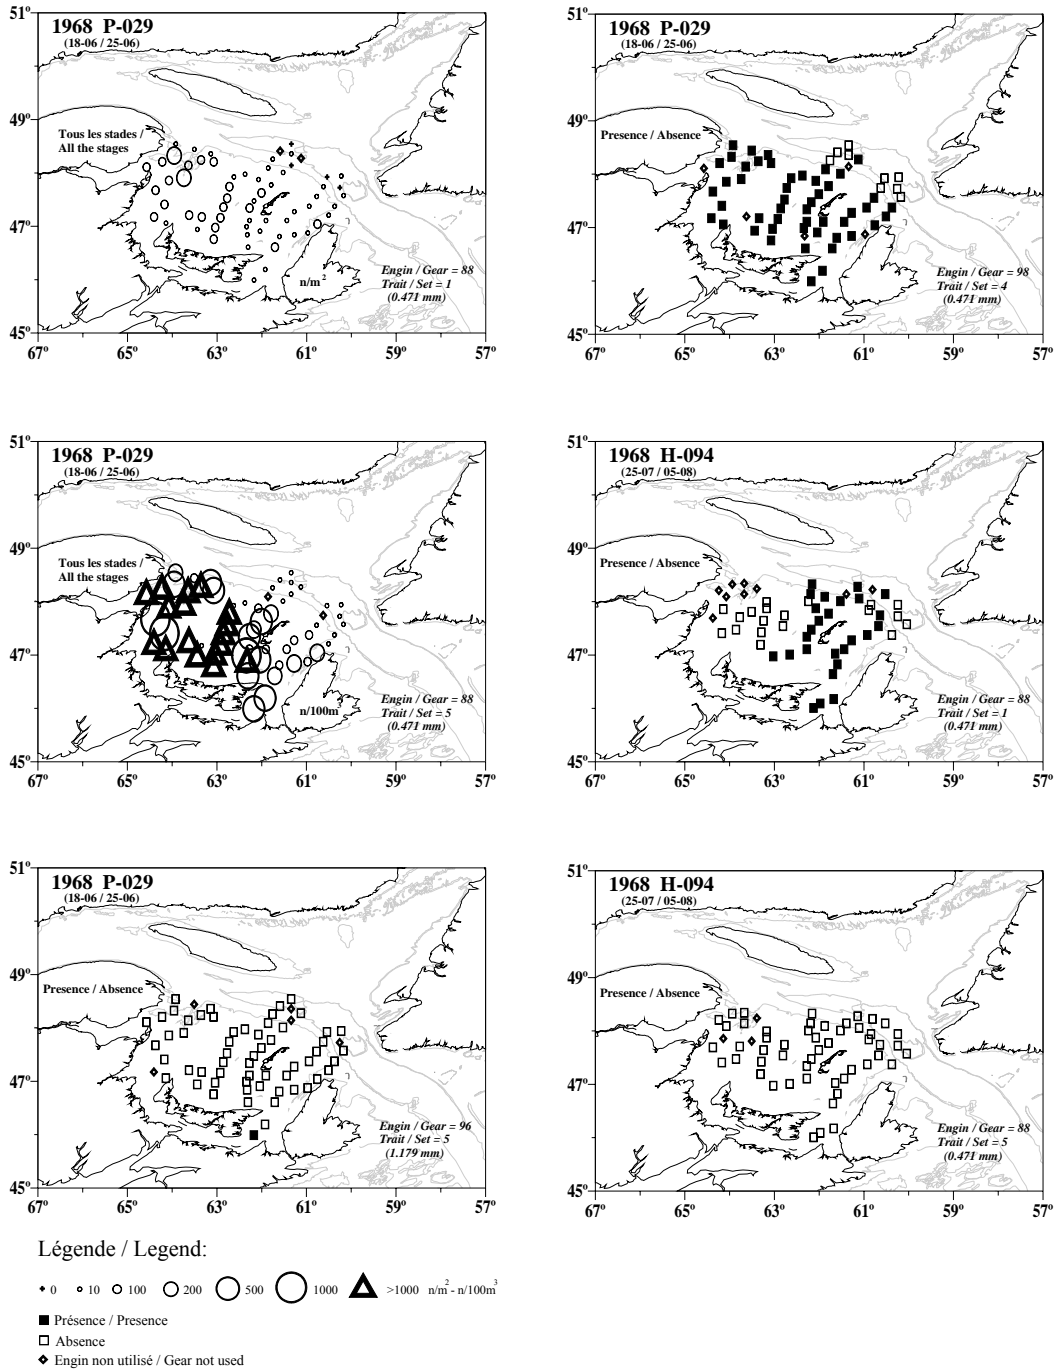 1968 P-029
(18-06 / 25-06)
Tous les stades /
All the stages
n/m²
Engin / Gear = 88
Trait / Set = 1
(0.471 mm)
51º
49º
47º
45º
67º 65º 63º 61º 59º 57º
1968 P-029
(18-06 / 25-06)
Presence / Absence
Engin / Gear = 98
Trait / Set = 4
(0.471 mm)
51º
49º
47º
45º
67º 65º 63º 61º 59º 57º
1968 P-029
(18-06 / 25-06)
Tous les stades /
All the stages
n/100m³
Engin / Gear = 88
Trait / Set = 5
(0.471 mm)
51º
49º
47º
45º
67º 65º 63º 61º 59º 57º
1968 H-094
(25-07 / 05-08)
Presence / Absence
Engin / Gear = 88
Trait / Set = 1
(0.471 mm)
51º
49º
47º
45º
67º 65º 63º 61º 59º 57º
1968 P-029
(18-06 / 25-06)
Presence / Absence
Engin / Gear = 96
Trait / Set = 5
(1.179 mm)
51º
49º
47º
45º
67º 65º 63º 61º 59º 57º
1968 H-094
(25-07 / 05-08)
Presence / Absence
Engin / Gear = 88
Trait / Set = 5
(0.471 mm)
51º
49º
47º
45º
67º 65º 63º 61º 59º 57º
Légende / Legend:
0 10 100 200 500 1000 >1000 n/m² - n/100m³
Présence / Presence
Absence
Engin non utilisé / Gear not used